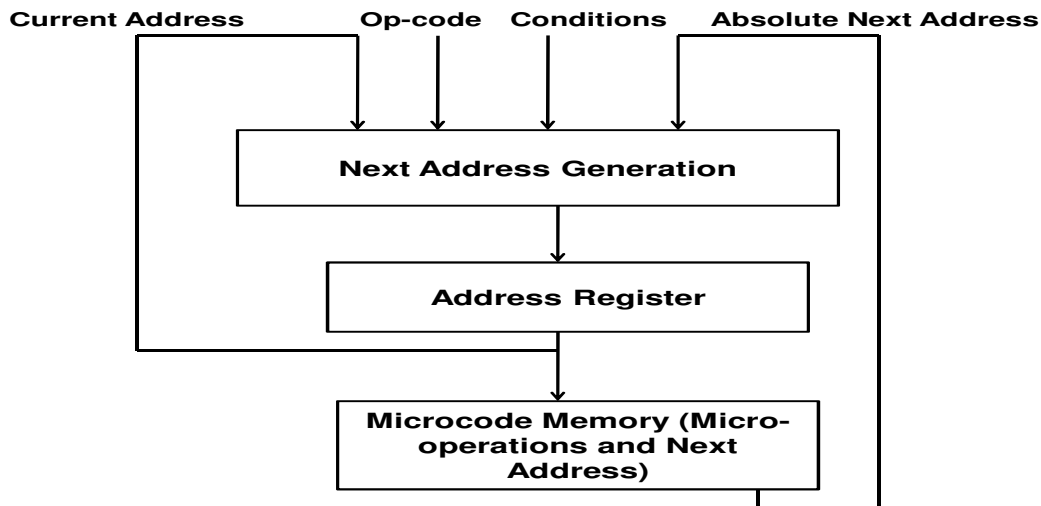 Current Address Op-code Conditions Absolute Next Address
Next Address Generation
Address Register
Microcode Memory (Micro-
operations and Next
Address)